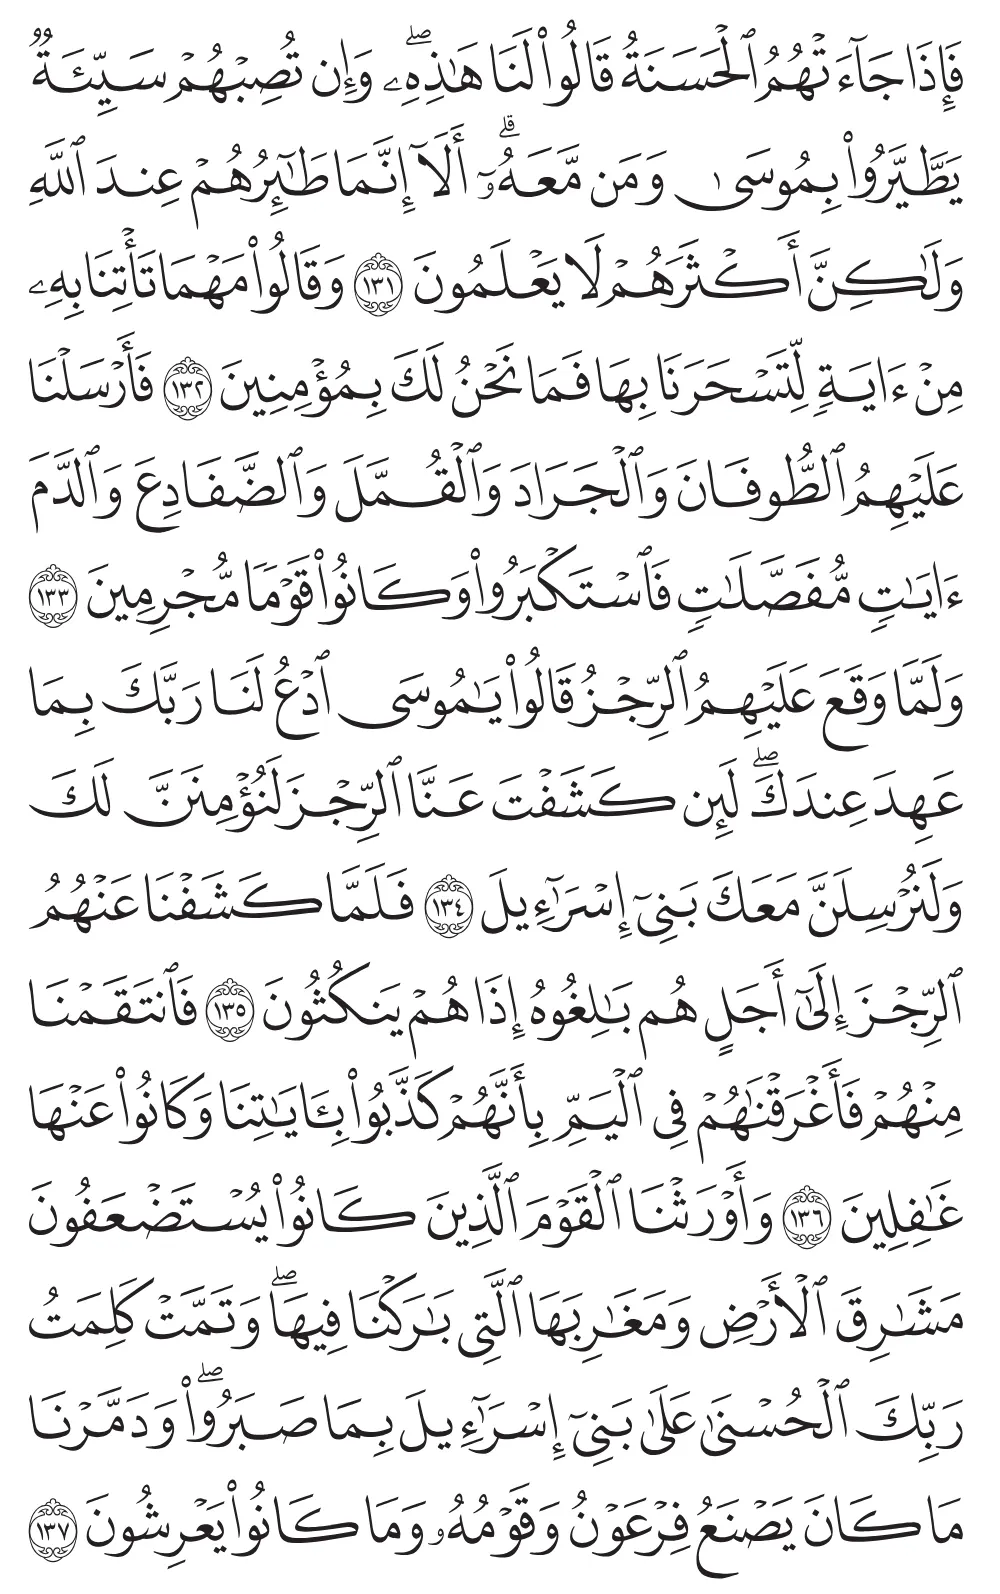 فَإِذَا جَآءَتْهُمُ ٱلْحَسَنَةُ قَالُوا۟ لَنَا هَـٰذِهِۦ ۖ وَإِن تُصِبْهُمْ سَيِّئَةٌۭ
يَطَّيَّرُوا۟ بِمُوسَىٰ وَمَن مَّعَهُۥٓ ۗ أَلَآ إِنَّمَا طَـٰٓئِرُهُمْ عِندَ ٱللَّهِ
وَلَـٰكِنَّ أَكْثَرَهُمْ لَا يَعْلَمُونَ ١٣١ وَقَالُوا۟ مَهْمَا تَأْتِنَا بِهِۦ
مِنْ ءَايَةٍۢ لِّتَسْحَرَنَا بِهَا فَمَا نَحْنُ لَكَ بِمُؤْمِنِينَ ١٣٢ فَأَرْسَلْنَا
عَلَيْهِمُ ٱلطُّوفَانَ وَٱلْجَرَادَ وَٱلْقُمَّلَ وَٱلضَّفَادِعَ وَٱلدَّمَ
ءَايَـٰتٍۢ مُّفَصَّلَـٰتٍۢ فَٱسْتَكْبَرُوا۟ وَكَانُوا۟ قَوْمًۭا مُّجْرِمِينَ ١٣٣
وَلَمَّا وَقَعَ عَلَيْهِمُ ٱلرِّجْزُ قَالُوا۟ يَـٰمُوسَى ٱدْعُ لَنَا رَبَّكَ بِمَا
عَهِدَ عِندَكَ ۖ لَئِن كَشَفْتَ عَنَّا ٱلرِّجْزَ لَنُؤْمِنَنَّ لَكَ
وَلَنُرْسِلَنَّ مَعَكَ بَنِىٓ إِسْرَٰٓءِيلَ ١٣٤ فَلَمَّا كَشَفْنَا عَنْهُمُ
ٱلرِّجْزَ إِلَىٰٓ أَجَلٍ هُم بَـٰلِغُوهُ إِذَا هُمْ يَنكُثُونَ ١٣٥ فَٱنتَقَمْنَا
مِنْهُمْ فَأَغْرَقْنَـٰهُمْ فِى ٱلْيَمِّ بِأَنَّهُمْ كَذَّبُوا۟ بِـَٔايَـٰتِنَا وَكَانُوا۟ عَنْهَا
غَـٰفِلِينَ ١٣٦ وَأَوْرَثْنَا ٱلْقَوْمَ ٱلَّذِينَ كَانُوا۟ يُسْتَضْعَفُونَ
مَشَـٰرِقَ ٱلْأَرْضِ وَمَغَـٰرِبَهَا ٱلَّتِى بَـٰرَكْنَا فِيهَا ۖ وَتَمَّتْ كَلِمَتُ
رَبِّكَ ٱلْحُسْنَىٰ عَلَىٰ بَنِىٓ إِسْرَٰٓءِيلَ بِمَا صَبَرُوا۟ ۖ وَدَمَّرْنَا
مَا كَانَ يَصْنَعُ فِرْعَوْنُ وَقَوْمُهُۥ وَمَا كَانُوا۟ يَعْرِشُونَ ١٣٧